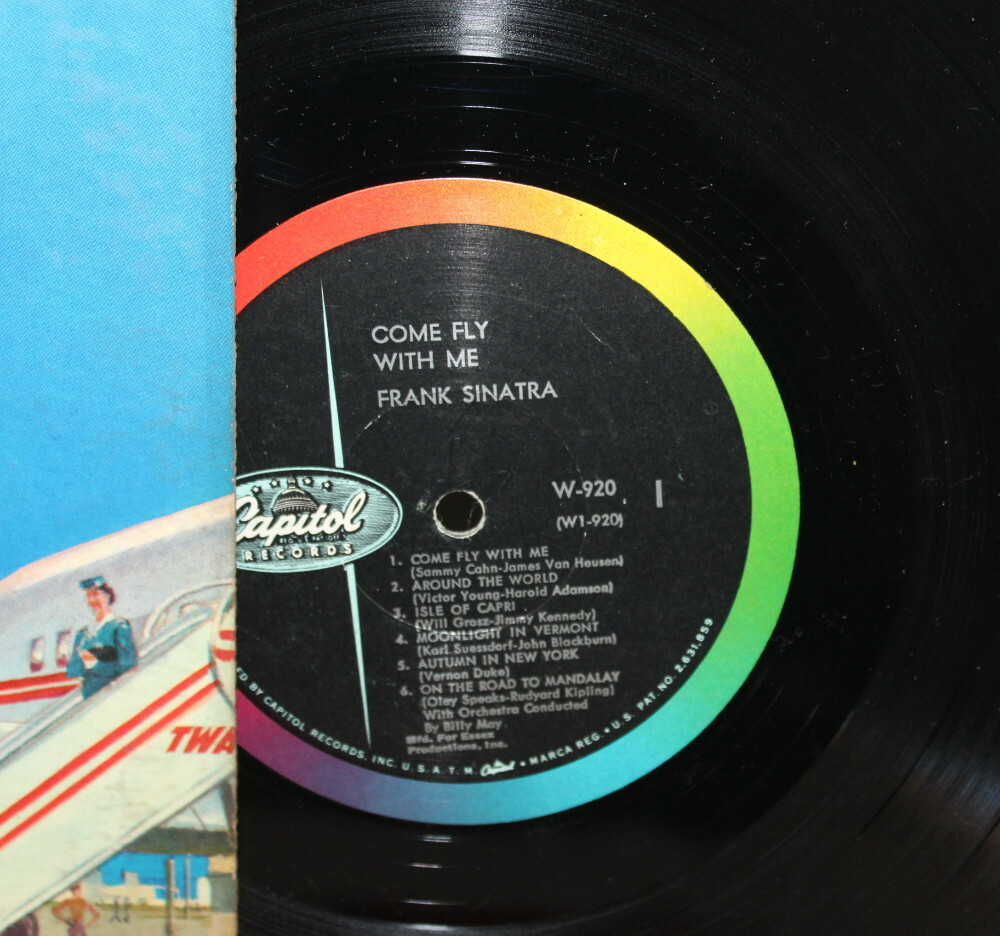 COME FLY
WITH ME
FRANK SINATRA
W-920 1
(W1-920)
Capitol
RECORDS
1. COME FLY WITH ME
(Sammy Cahn-James Van Heusen)
2. AROUND THE WORLD
(Victor Young-Harold Adamson)
3. ISLE OF CAPRI
(Will Grosz-Jimmy Kennedy)
4. MOONLIGHT IN VERMONT
(Karl Suessdorf-John Blackburn)
5. AUTUMN IN NEW YORK
(Vernon Duke)
6. ON THE ROAD TO MANDALAY
(Oley Speaks-Rudyard Kipling)
With Orchestra Conducted
By Billy May
Mfd. For Essex
Productions, Inc.
ED BY CAPITOL RECORDS, INC. U.S.A. T.M. Capitol • MARCA REG. • U.S. PAT. NO. 2,631,859
TWA